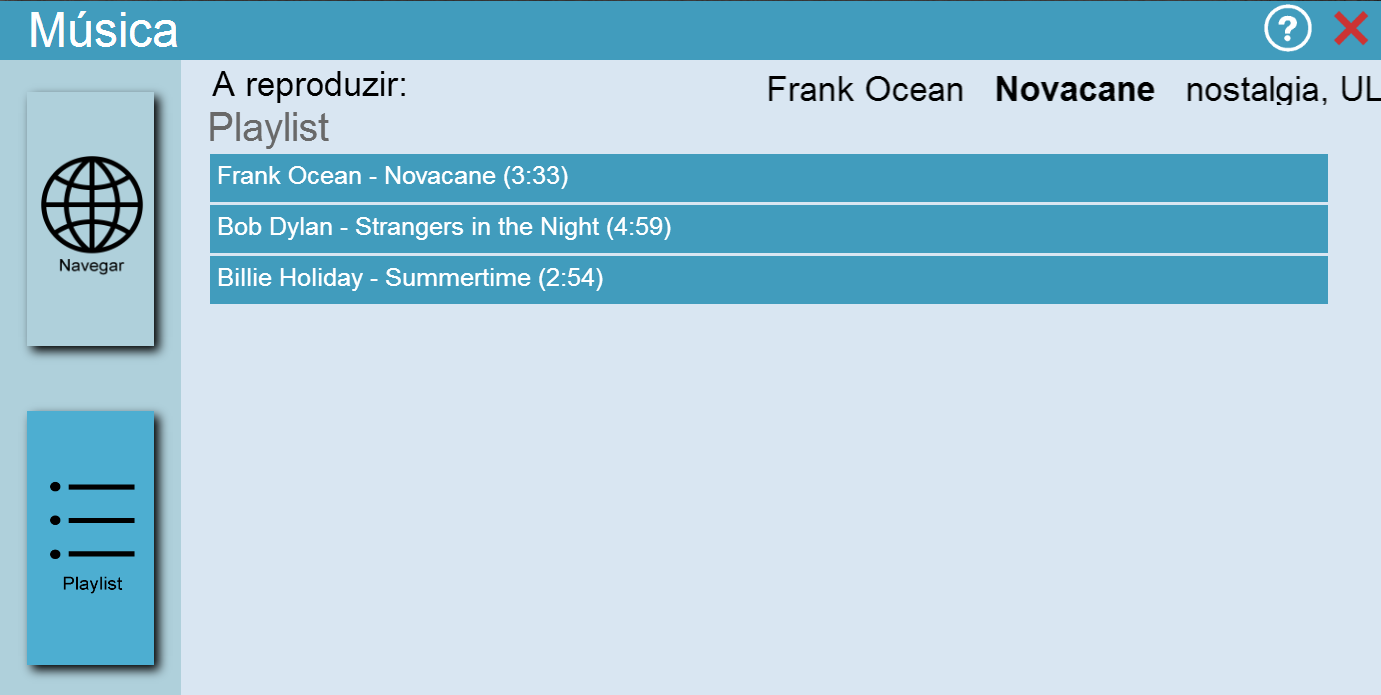 Música
?
A reproduzir:
Frank Ocean Novacane nostalgia, UL
Playlist
Frank Ocean - Novacane (3:33)
Bob Dylan - Strangers in the Night (4:59)
Billie Holiday - Summertime (2:54)
Navegar
Playlist